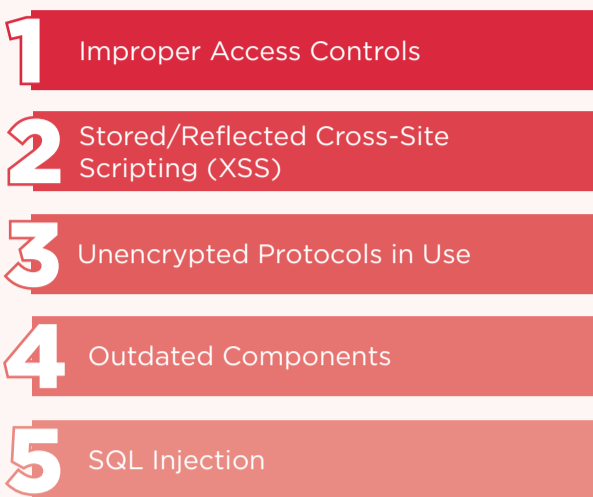 1 Improper Access Controls
2 Stored/Reflected Cross-Site
Scripting (XSS)
3 Unencrypted Protocols in Use
4 Outdated Components
5 SQL Injection